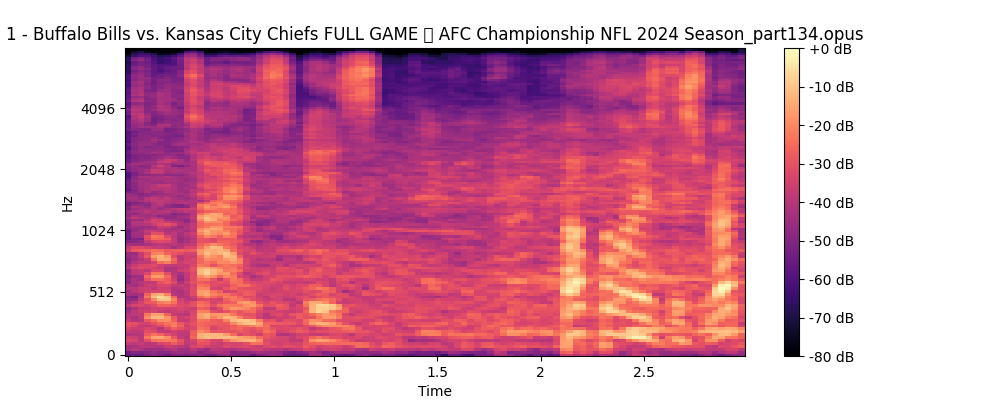 1 - Buffalo Bills vs. Kansas City Chiefs FULL GAME ▯ AFC Championship NFL 2024 Season_part134.opus
+0 dB
-10 dB
-20 dB
-30 dB
-40 dB
-50 dB
-60 dB
-70 dB
-80 dB
4096
2048
1024
512
0
Hz
0
0.5
1
1.5
2
2.5
Time